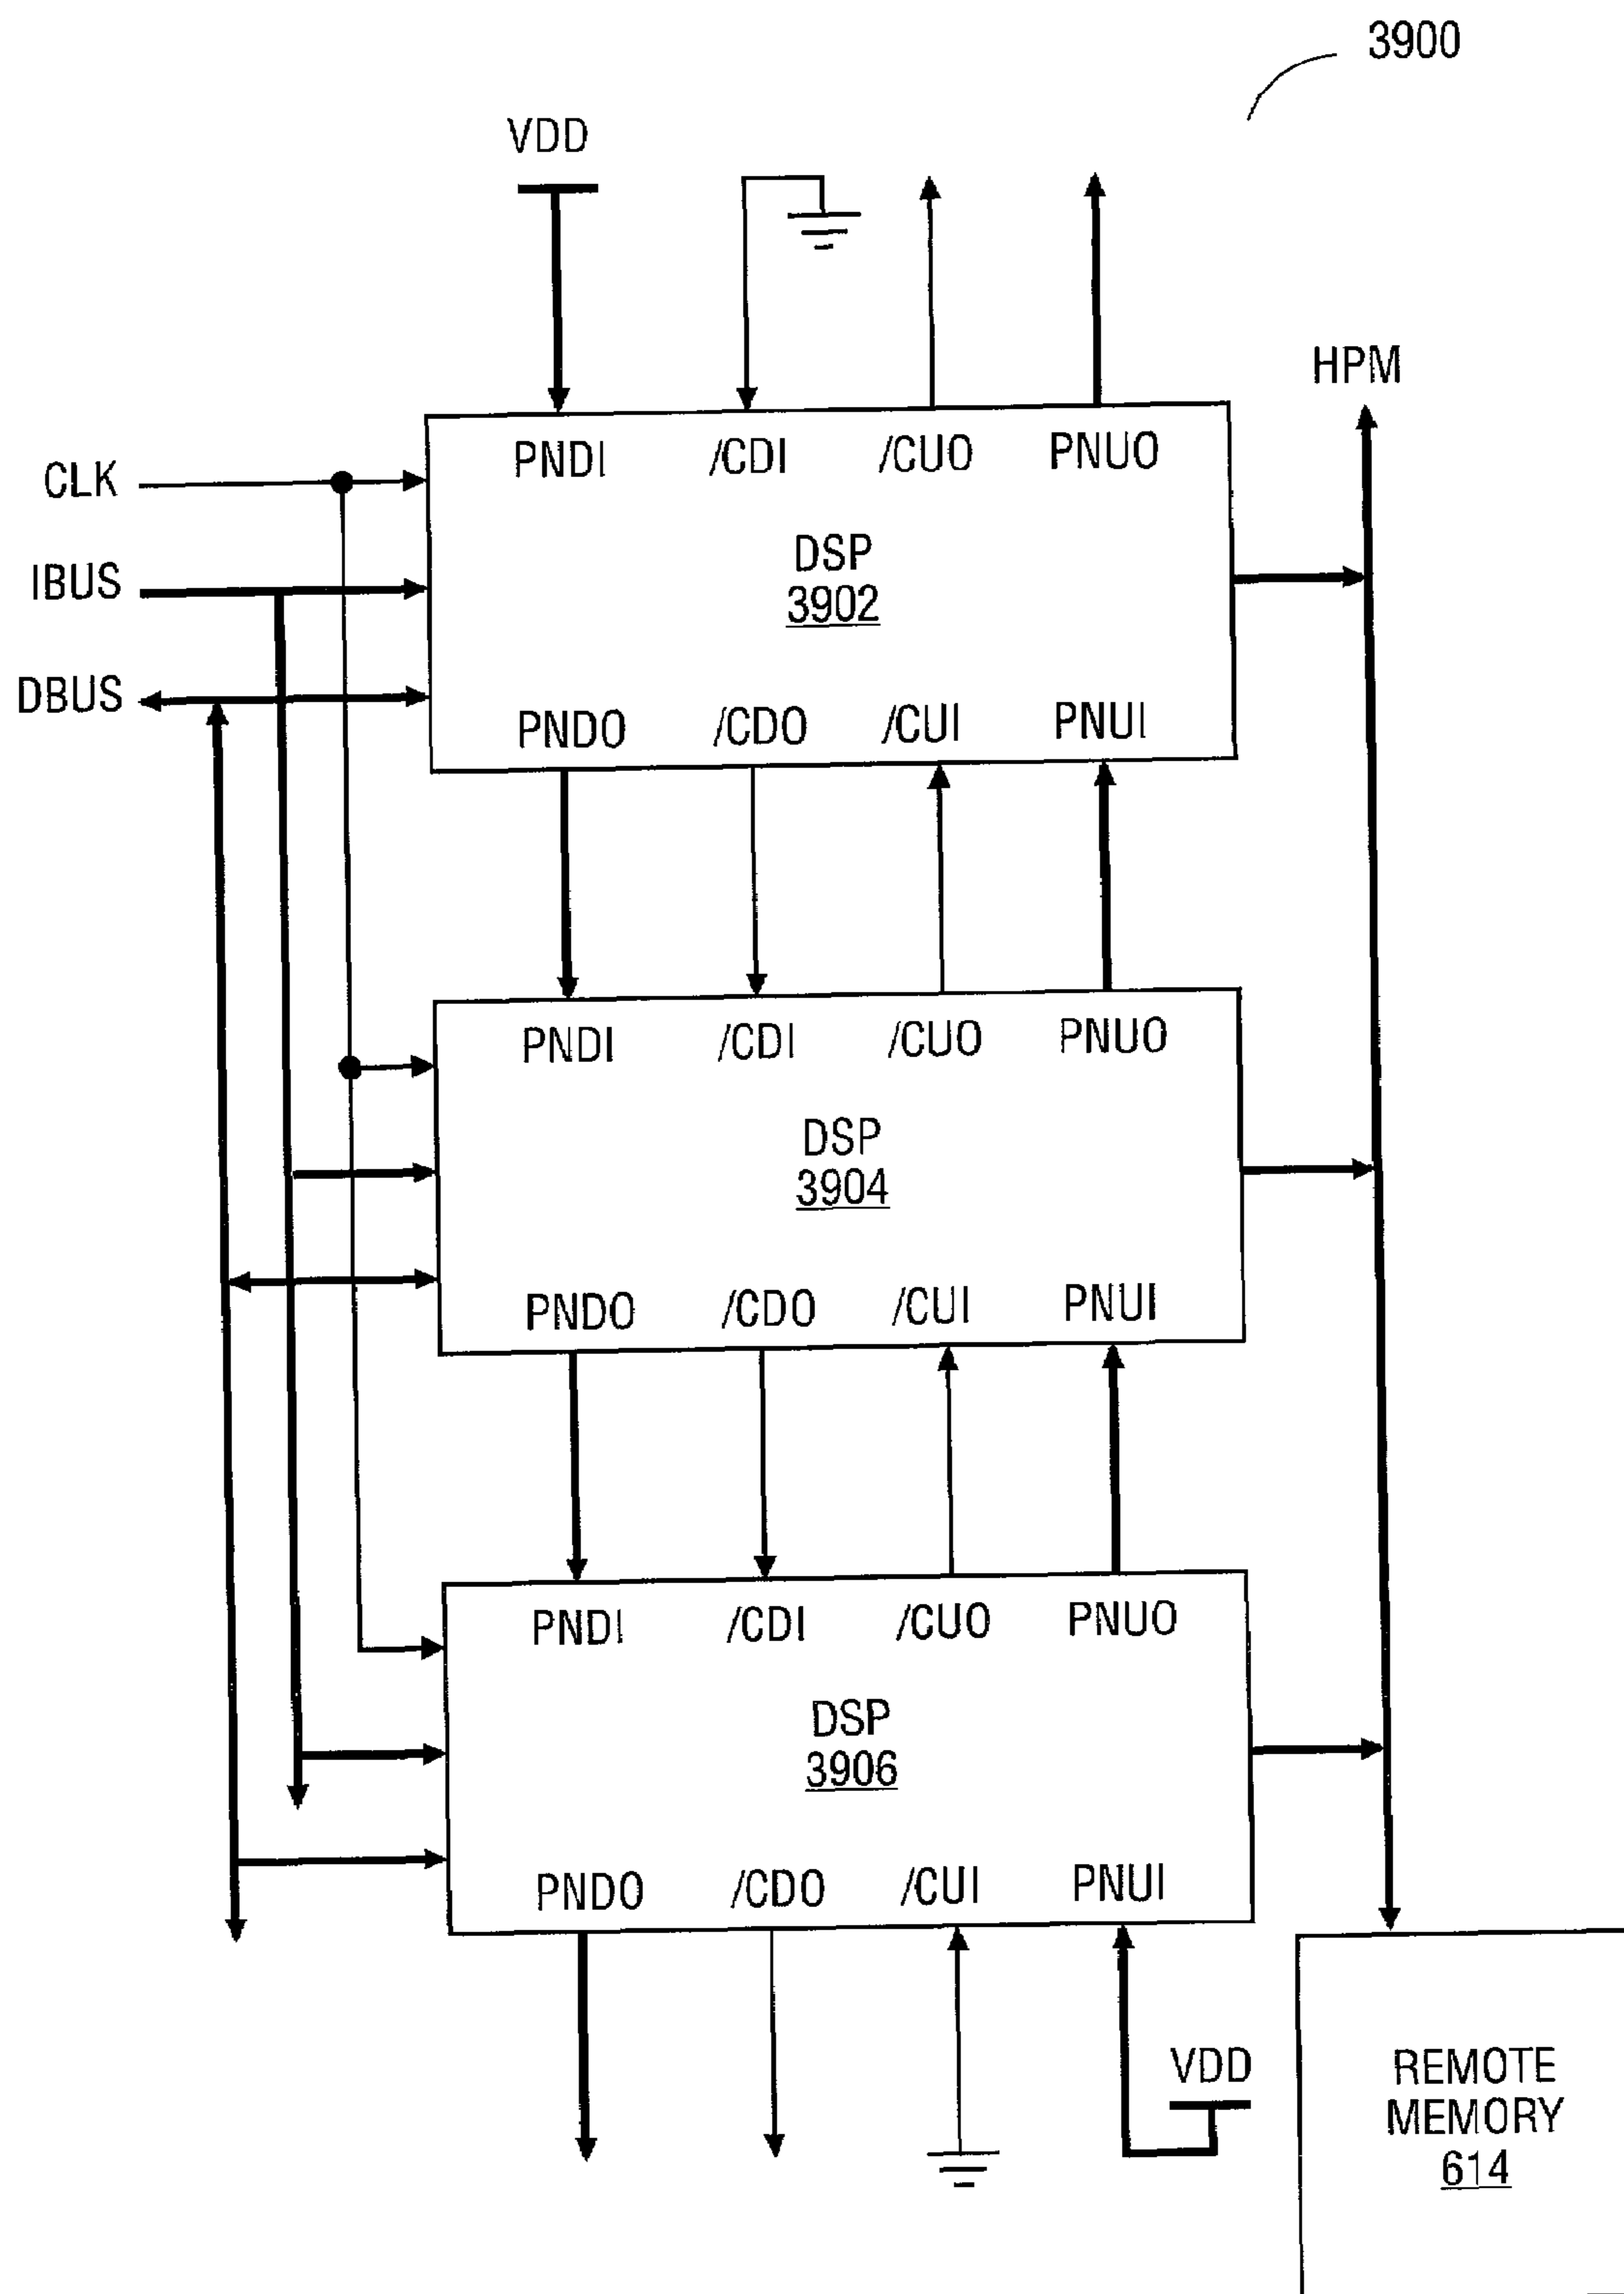 3900
VDD
HPM
PNDI /CDI /CUO PNUO
CLK
DSP
3902
IBUS
DBUS
PNDO /CDO /CUI PNUI
PNDI /CDI /CUO PNUO
DSP
3904
PNDO /CDO /CUI PNUI
PNDI /CDI /CUO PNUO
DSP
3906
PNDO /CDO /CUI PNUI
VDD
REMOTE
MEMORY
614